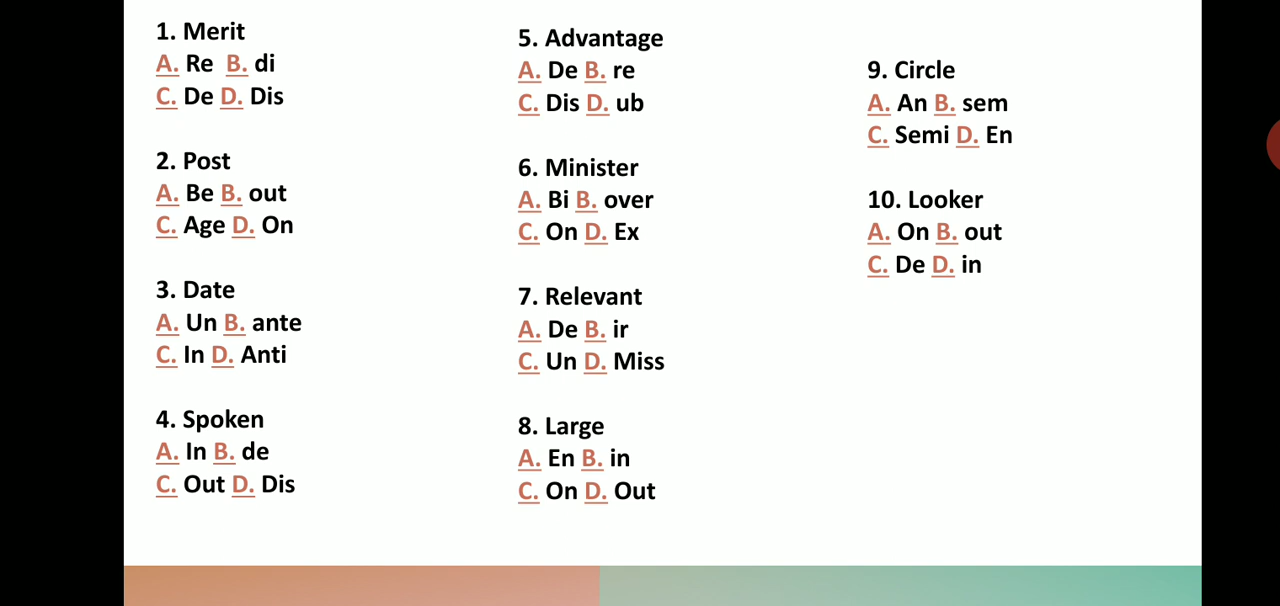 1. Merit
A. Re B. di
C. De D. Dis
2. Post
A. Be B. out
C. Age D. On
3. Date
A. Un B. ante
C. In D. Anti
4. Spoken
A. In B. de
C. Out D. Dis
5. Advantage
A. De B. re
C. Dis D. ub
6. Minister
A. Bi B. over
C. On D. Ex
7. Relevant
A. De B. ir
C. Un D. Miss
8. Large
A. En B. in
C. On D. Out
9. Circle
A. An B. sem
C. Semi D. En
10. Looker
A. On B. out
C. De D. in